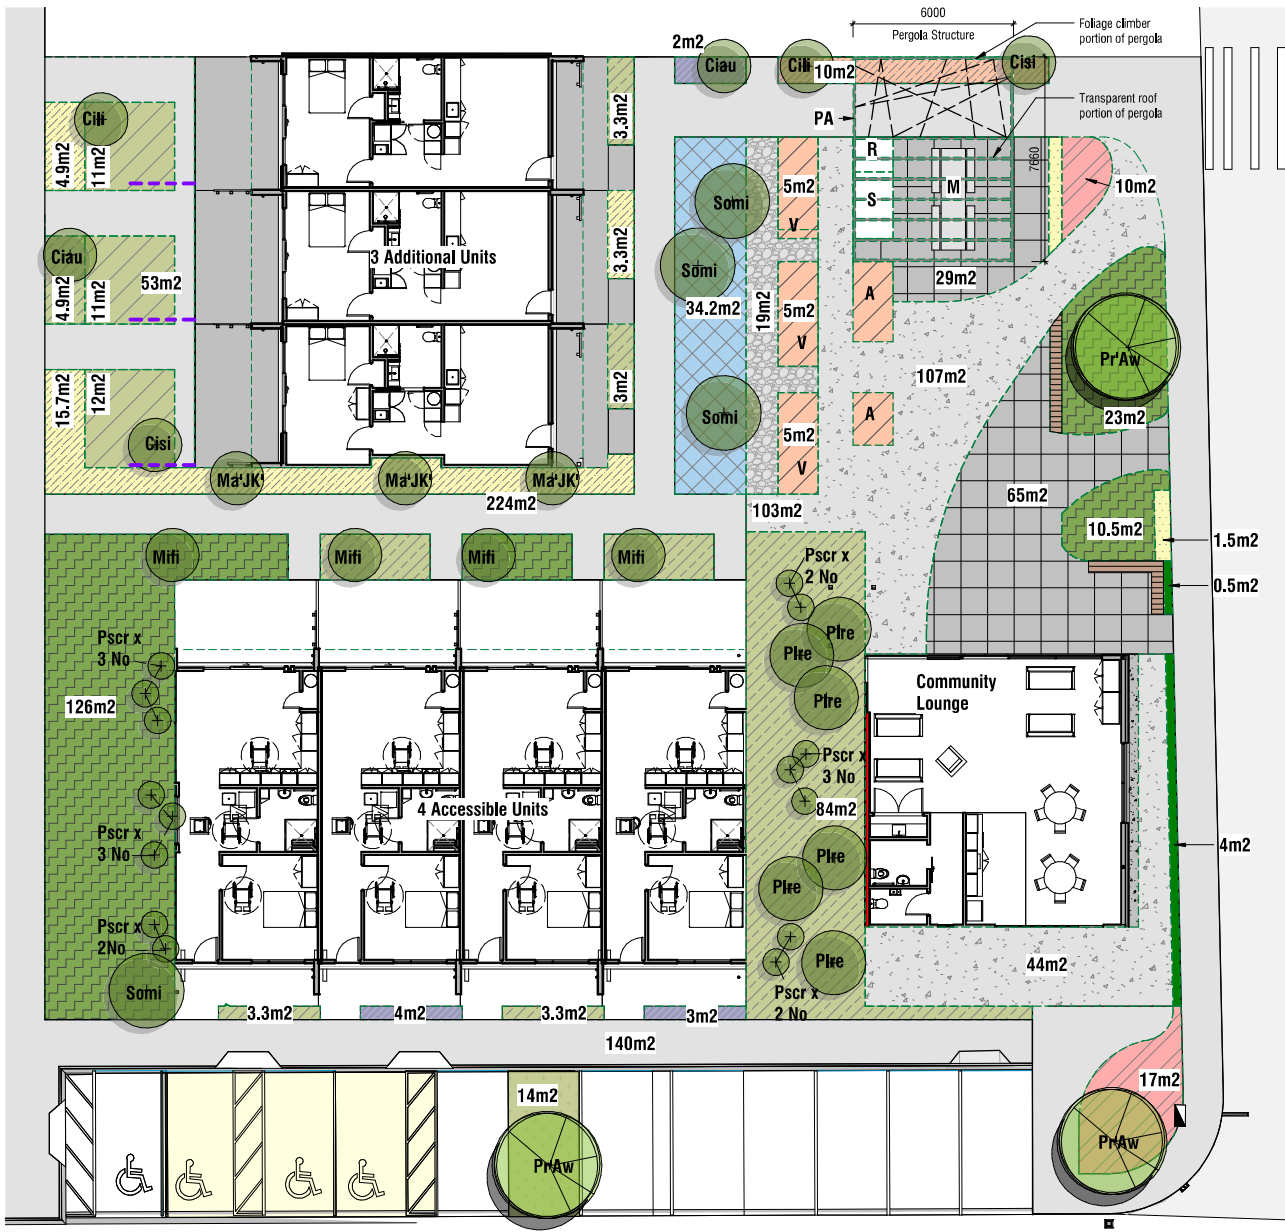 6000
Pergola Structure
Foliage climber
portion of pergola
2m2
Ciau
Cili
10m2
Cisi
Transparent roof
portion of pergola
PA
Cili
4.9m2
11m2
3.3m2
R
S
M
7660
10m2
5m2
V
Somi
Ciau
4.9m2
11m2
53m2
3 Additional Units
3.3m2
Somi
34.2m2
19m2
5m2
V
A
29m2
Pr'Aw
23m2
107m2
15.7m2
12m2
3m2
Somi
5m2
V
A
Cisi
Ma'JK'
Ma'JK'
Ma'JK'
224m2
103m2
65m2
10.5m2
1.5m2
0.5m2
Mifi
Mifi
Mifi
Mifi
Pscr x
2 No
Plre
Plre
Plre
Pscr x
3 No
126m2
Community
Lounge
Pscr x
3 No
84m2
4 Accessible Units
Pscr x
3 No
Plre
Plre
4m2
Pscr x
2No
Somi
Plre
44m2
Pscr x
2 No
3.3m2
4m2
3.3m2
3m2
140m2
14m2
PrAw
17m2
PrAw